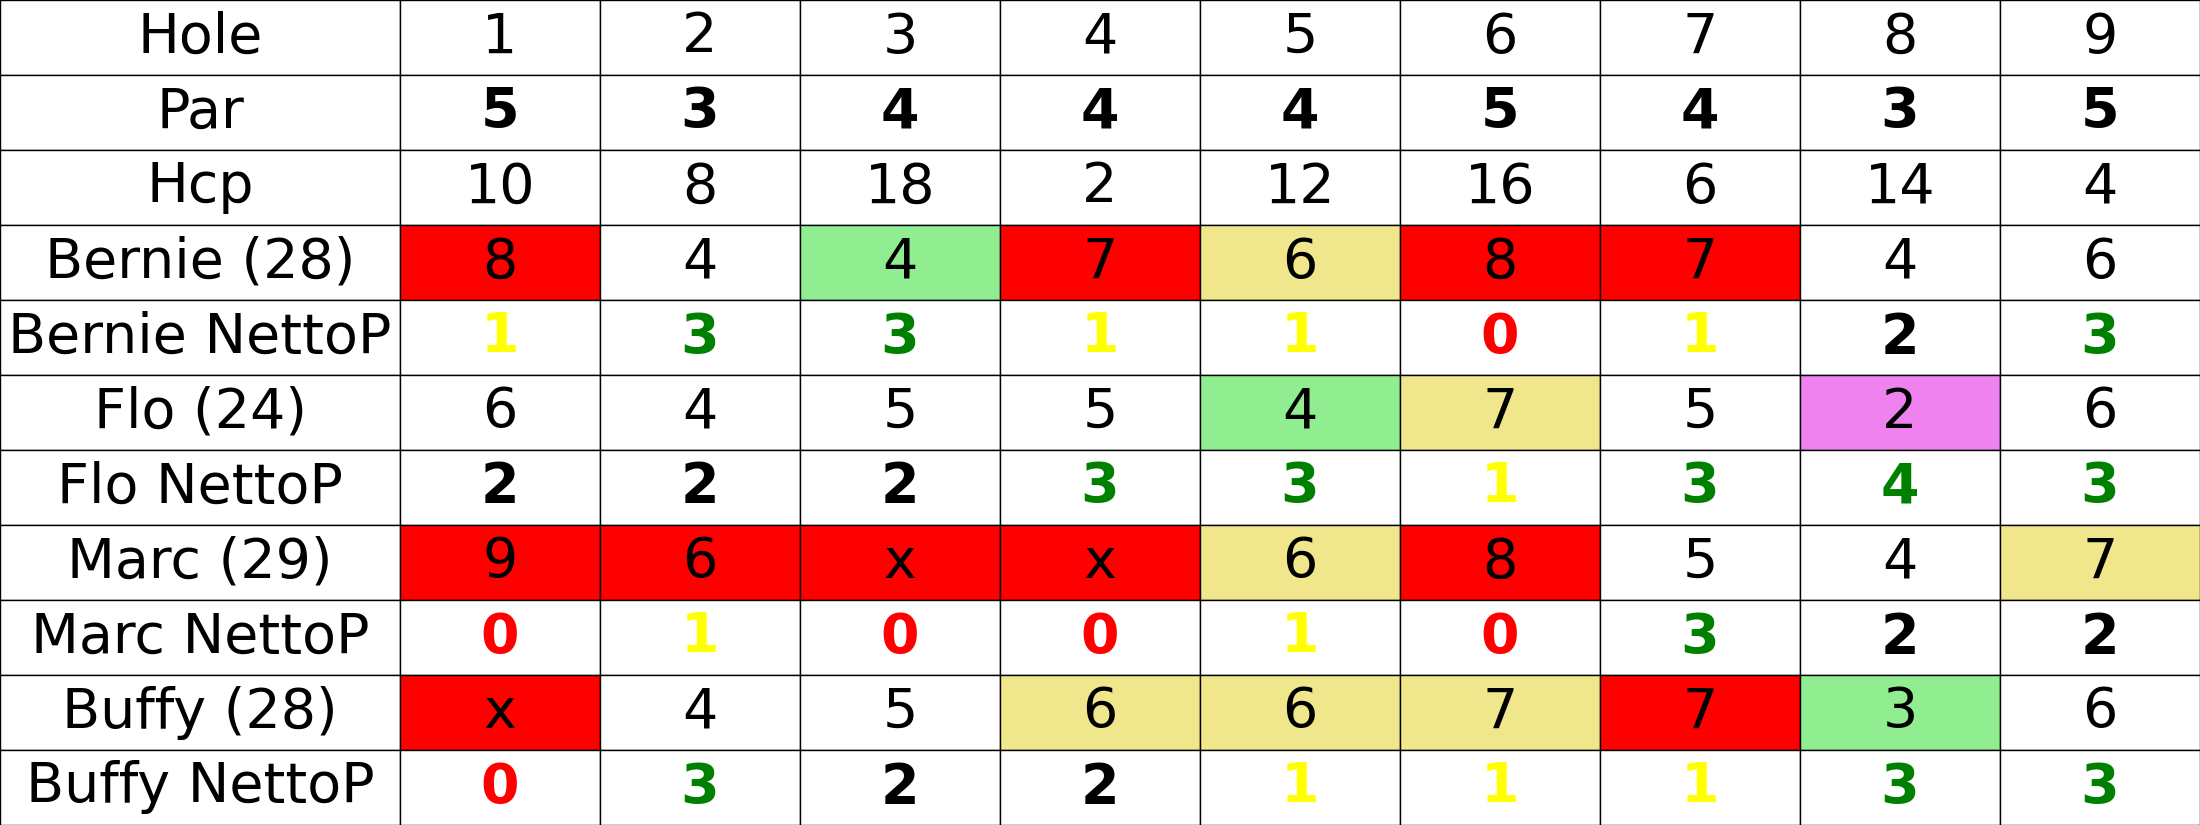 Hole 1 2 3 4 5 6 7 8 9
Par 5 3 4 4 4 5 4 3 5
Hcp 10 8 18 2 12 16 6 14 4
Bernie (28) 8 4 4 7 6 8 7 4 6
Bernie NettoP 1 3 3 1 1 0 1 2 3
Flo (24) 6 4 5 5 4 7 5 2 6
Flo NettoP 2 2 2 3 3 1 3 4 3
Marc (29) 9 6 x x 6 8 5 4 7
Marc NettoP 0 1 0 0 1 0 3 2 2
Buffy (28) x 4 5 6 6 7 7 3 6
Buffy NettoP 0 3 2 2 1 1 1 3 3